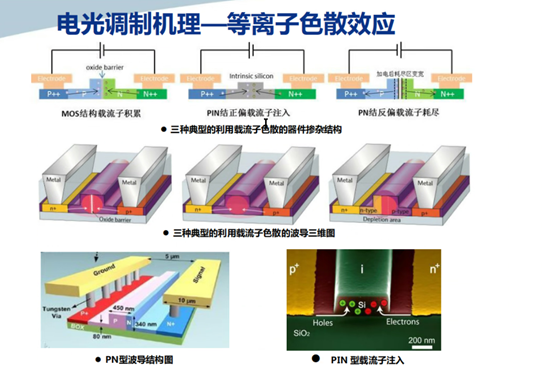 电光调制机理—等离子色散效应
oxide barrier
Electrode
Electrode
P++
P
N
N++
MOS结构载流子积累
Electrode
Intrinsic silicon
Electrode
P++
N++
PIN结正偏载流子注入
Electrode
加电后耗尽区变宽
Electrode
P++
P
N
N++
PN结反偏载流子耗尽
● 三种典型的利用载流子色散的器件掺杂结构
Metal
Metal
n+
p+
Oxide barrier
Metal
Metal
n+
p+
Metal
Metal
n+
n-type
p-type
p+
Depletion area
● 三种典型的利用载流子色散的波导三维图
Ground
5 μm
Signal
10 μm
Tungsten
Via
450 nm
P+
P
N
N+
340 nm
BOX
80 nm
● PN型波导结构图
p+
i
n+
Si
Holes
Electrons
SiO2
200 nm
● PIN 型载流子注入